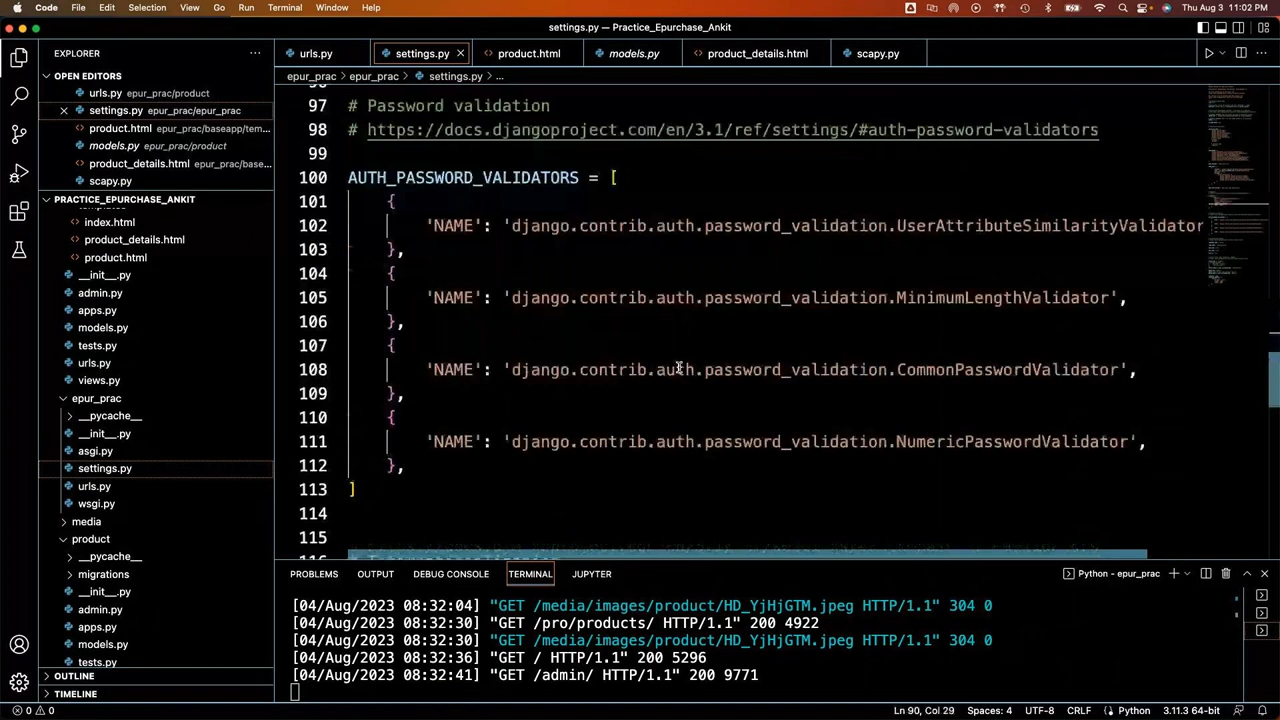 Code File Edit Selection View Go Run Terminal Window Help Thu Aug 3 11:02 PM
settings.py — Practice_Epurchase_Ankit
EXPLORER
OPEN EDITORS
urls.py epur_prac/product
settings.py epur_prac/epur_prac
product.html epur_prac/baseapp/tem...
models.py epur_prac/product
product_details.html epur_prac/base...
scapy.py
PRACTICE_EPURCHASE_ANKIT
index.html
product_details.html
product.html
__init__.py
admin.py
apps.py
models.py
tests.py
urls.py
views.py
epur_prac
__pycache__
__init__.py
asgi.py
settings.py
urls.py
wsgi.py
media
product
__pycache__
migrations
__init__.py
admin.py
apps.py
models.py
tests.py
OUTLINE
TIMELINE
urls.py settings.py product.html models.py product_details.html scapy.py
epur_prac > epur_prac > settings.py > ...
97 # Password validation
98 # https://docs.djangoproject.com/en/3.1/ref/settings/#auth-password-validators
99
100 AUTH_PASSWORD_VALIDATORS = [
101 {
102 'NAME': 'django.contrib.auth.password_validation.UserAttributeSimilarityValidator
103 },
104 {
105 'NAME': 'django.contrib.auth.password_validation.MinimumLengthValidator',
106 },
107 {
108 'NAME': 'django.contrib.auth.password_validation.CommonPasswordValidator',
109 },
110 {
111 'NAME': 'django.contrib.auth.password_validation.NumericPasswordValidator',
112 },
113 ]
114
115
PROBLEMS OUTPUT DEBUG CONSOLE TERMINAL JUPYTER Python - epur_prac
[04/Aug/2023 08:32:04] "GET /media/images/product/HD_YjHjGTM.jpeg HTTP/1.1" 304 0
[04/Aug/2023 08:32:30] "GET /pro/products/ HTTP/1.1" 200 4922
[04/Aug/2023 08:32:30] "GET /media/images/product/HD_YjHjGTM.jpeg HTTP/1.1" 304 0
[04/Aug/2023 08:32:36] "GET / HTTP/1.1" 200 5296
[04/Aug/2023 08:32:41] "GET /admin/ HTTP/1.1" 200 9771
0 0 Ln 90, Col 29 Spaces: 4 UTF-8 CRLF Python 3.11.3 64-bit